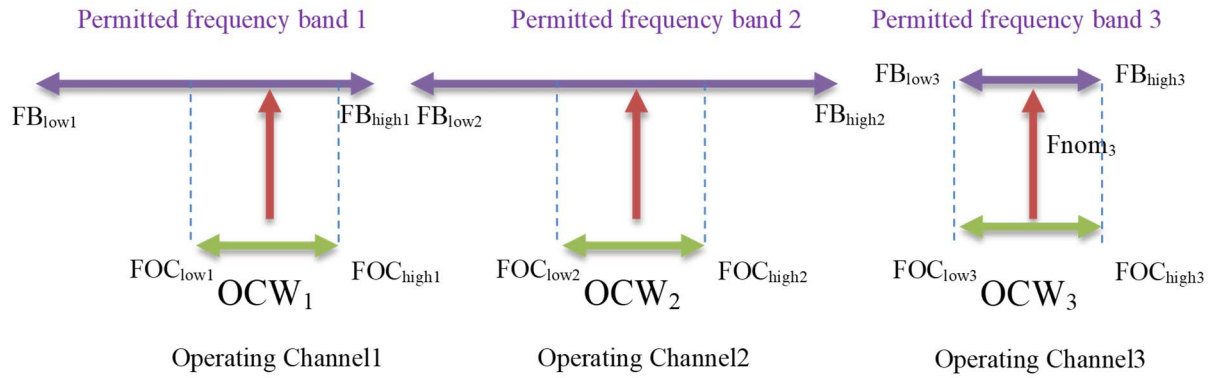 Permitted frequency band 1
Permitted frequency band 2
Permitted frequency band 3
FBlow1
FBhigh1
FBlow2
FBhigh2
FBlow3
FBhigh3
Fnom3
FOClow1
FOChigh1
FOClow2
FOChigh2
FOClow3
FOChigh3
OCW1
OCW2
OCW3
Operating Channel1
Operating Channel2
Operating Channel3